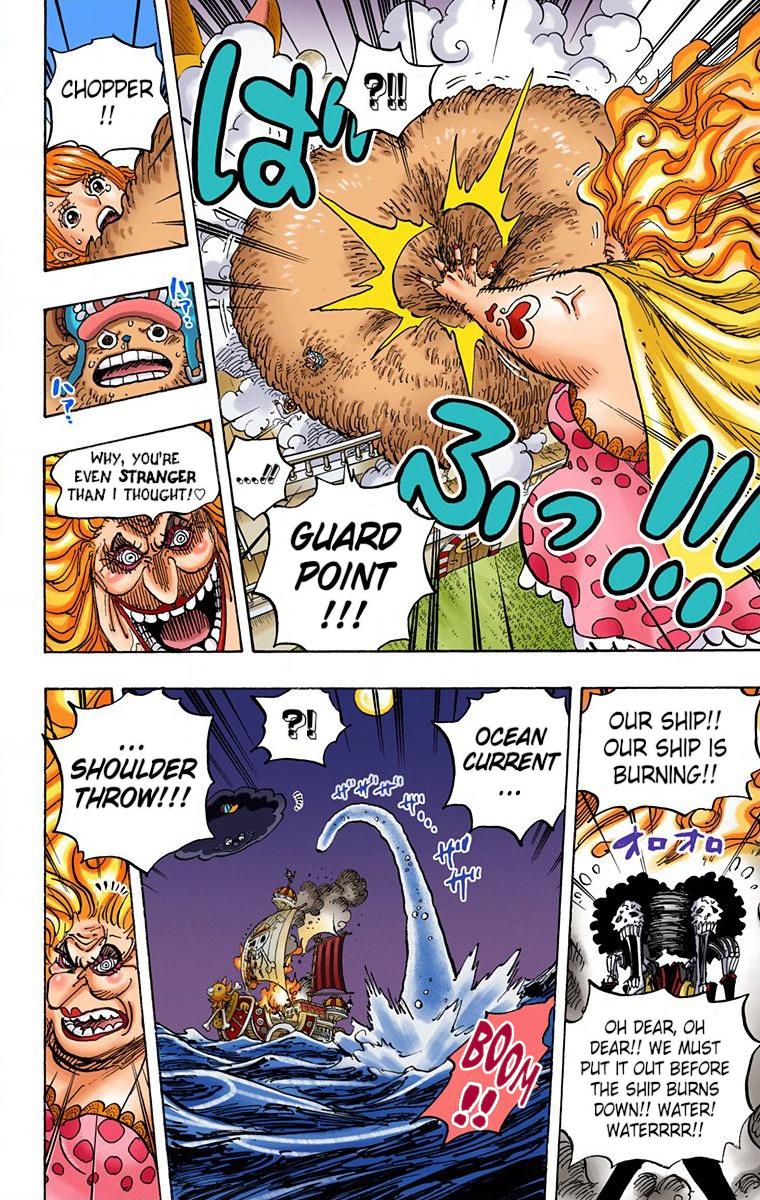 ?!!
ばふっ!!!
GUARD
POINT
!!!
...!!
CHOPPER
!!
ハァ?
ハァ?
WHY, YOU'RE
EVEN STRANGER
THAN I THOUGHT!♡
OUR SHIP!!
OUR SHIP IS
BURNING!!
オロオロ
OH DEAR, OH
DEAR!! WE MUST
PUT IT OUT BEFORE
THE SHIP BURNS
DOWN!! WATER!
WATERRRR!!
OCEAN
CURRENT
...
?!
ザザザザ...
ザザ
BOOM
!!
...
SHOULDER
THROW!!!